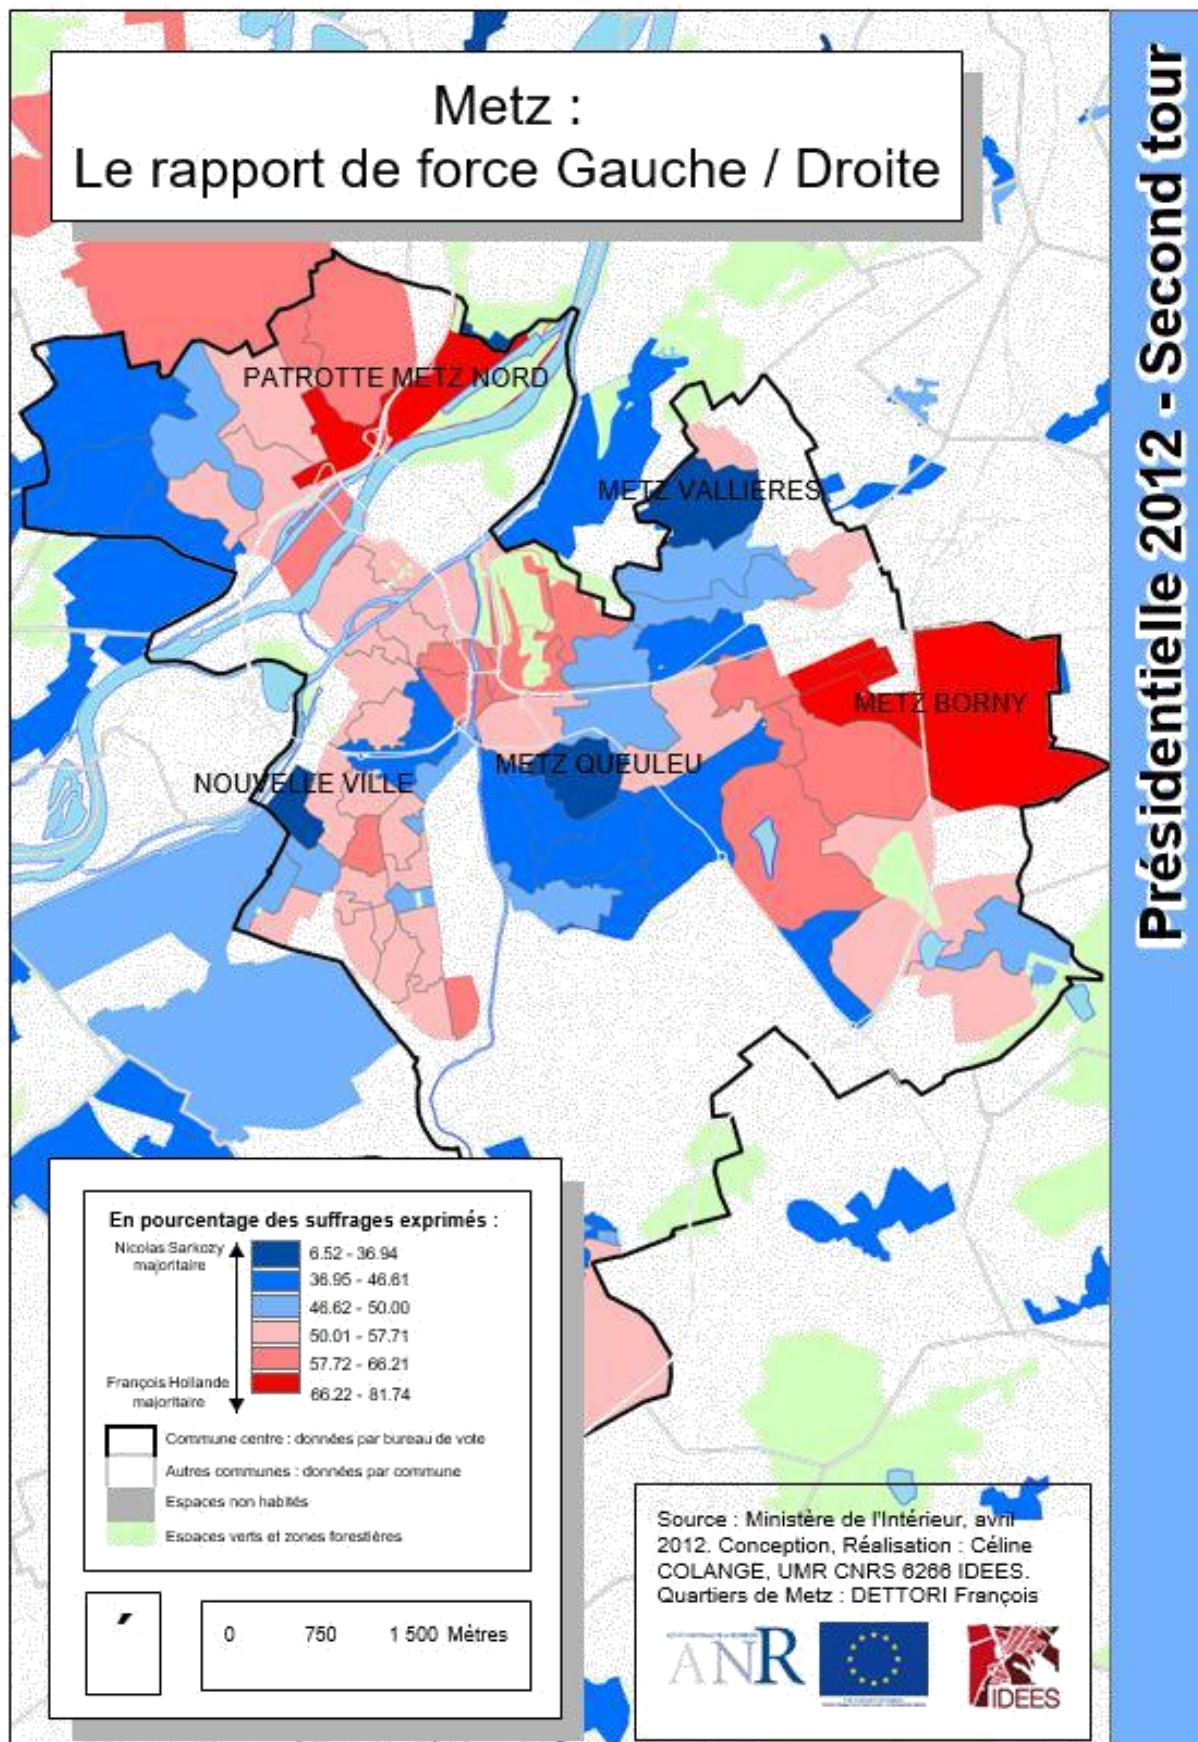 Metz :
Le rapport de force Gauche / Droite
Présidentielle 2012 - Second tour
PATROTTE METZ NORD
METZ VALLIERES
METZ BORNY
METZ QUEULEU
NOUVELLE VILLE
En pourcentage des suffrages exprimés :
Nicolas Sarkozy
majoritaire
6.52 - 36.94
36.95 - 46.61
46.62 - 50.00
50.01 - 57.71
57.72 - 66.21
66.22 - 81.74
François Hollande
majoritaire
Commune centre : données par bureau de vote
Autres communes : données par commune
Espaces non habités
Espaces verts et zones forestières
0 750 1 500 Mètres
Source : Ministère de l'Intérieur, avril
2012. Conception, Réalisation : Céline
COLANGE, UMR CNRS 6266 IDEES.
Quartiers de Metz : DETTORI François
ANR
IDEES